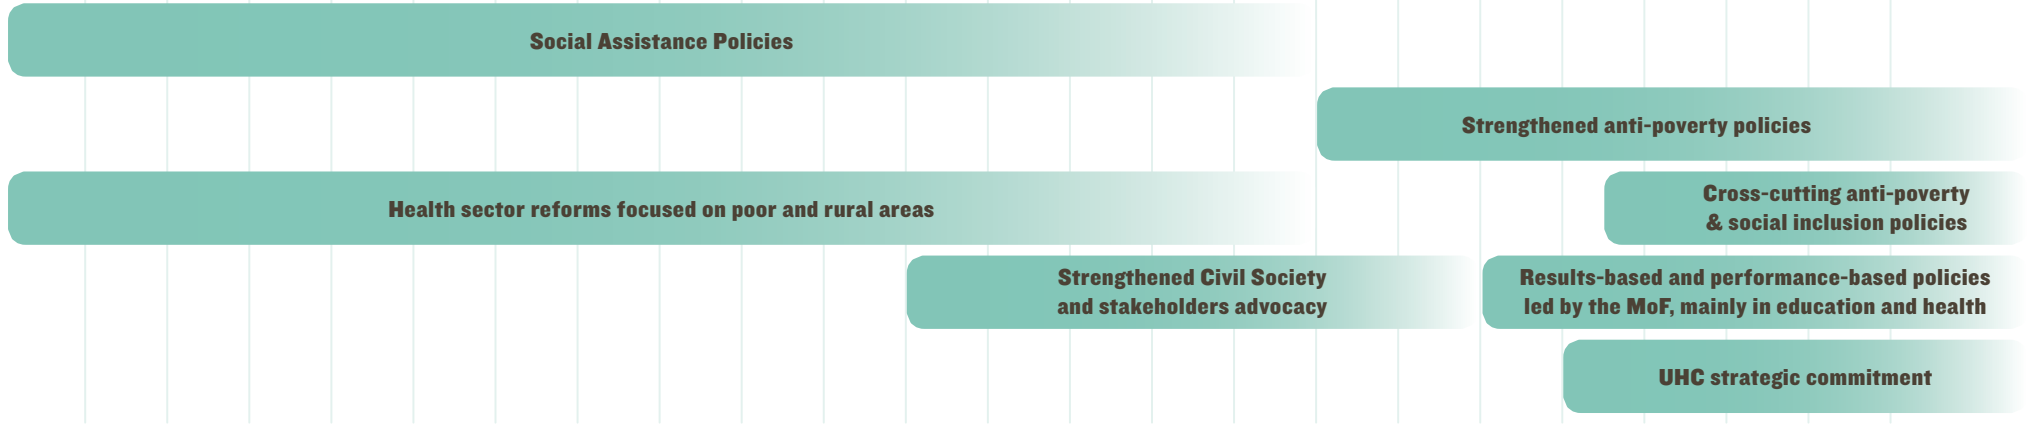 Social Assistance Policies
Strengthened anti-poverty policies
Health sector reforms focused on poor and rural areas
Cross-cutting anti-poverty
& social inclusion policies
Strengthened Civil Society
and stakeholders advocacy
Results-based and performance-based policies
led by the MoF, mainly in education and health
UHC strategic commitment